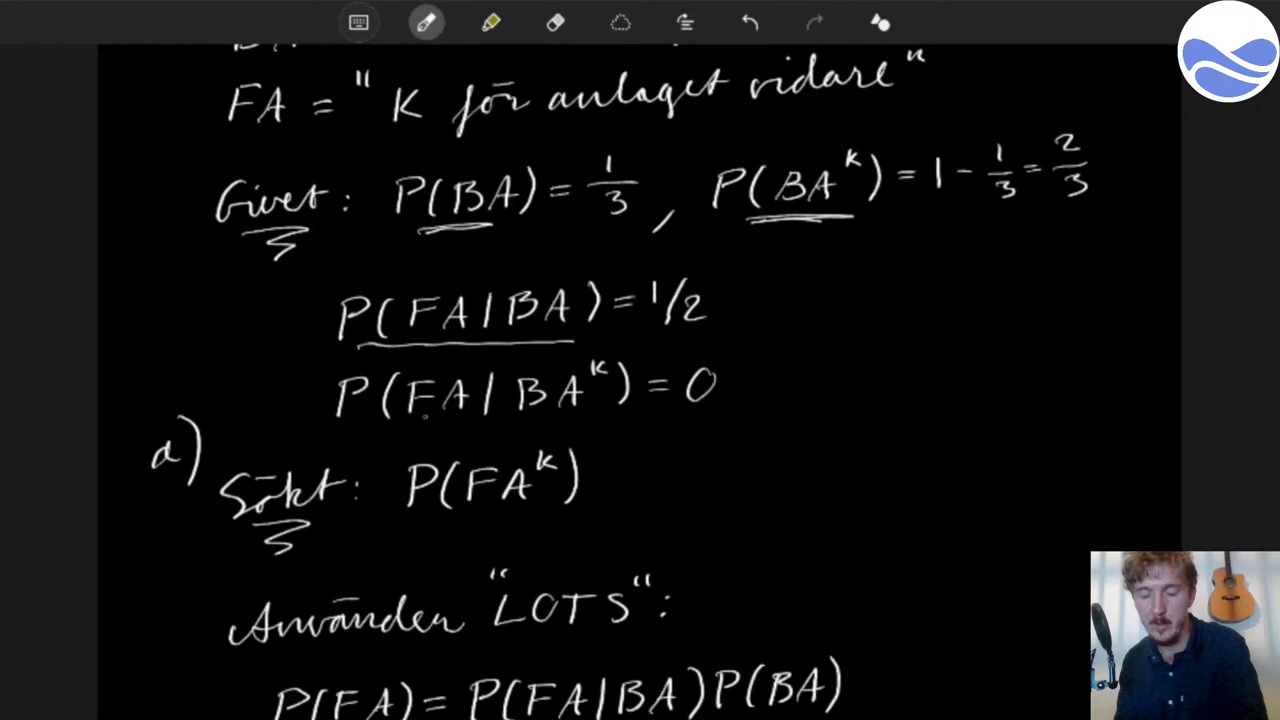 FA = "K för anlaget vidare"
Givet: P(BA) = 1/3, P(BA^k) = 1 - 1/3 = 2/3
P(FA|BA) = 1/2
P(FA|BA^k) = 0
a)
Sökt: P(FA^k)
Använder "LOTS":
P(FA) = P(FA|BA)P(BA)